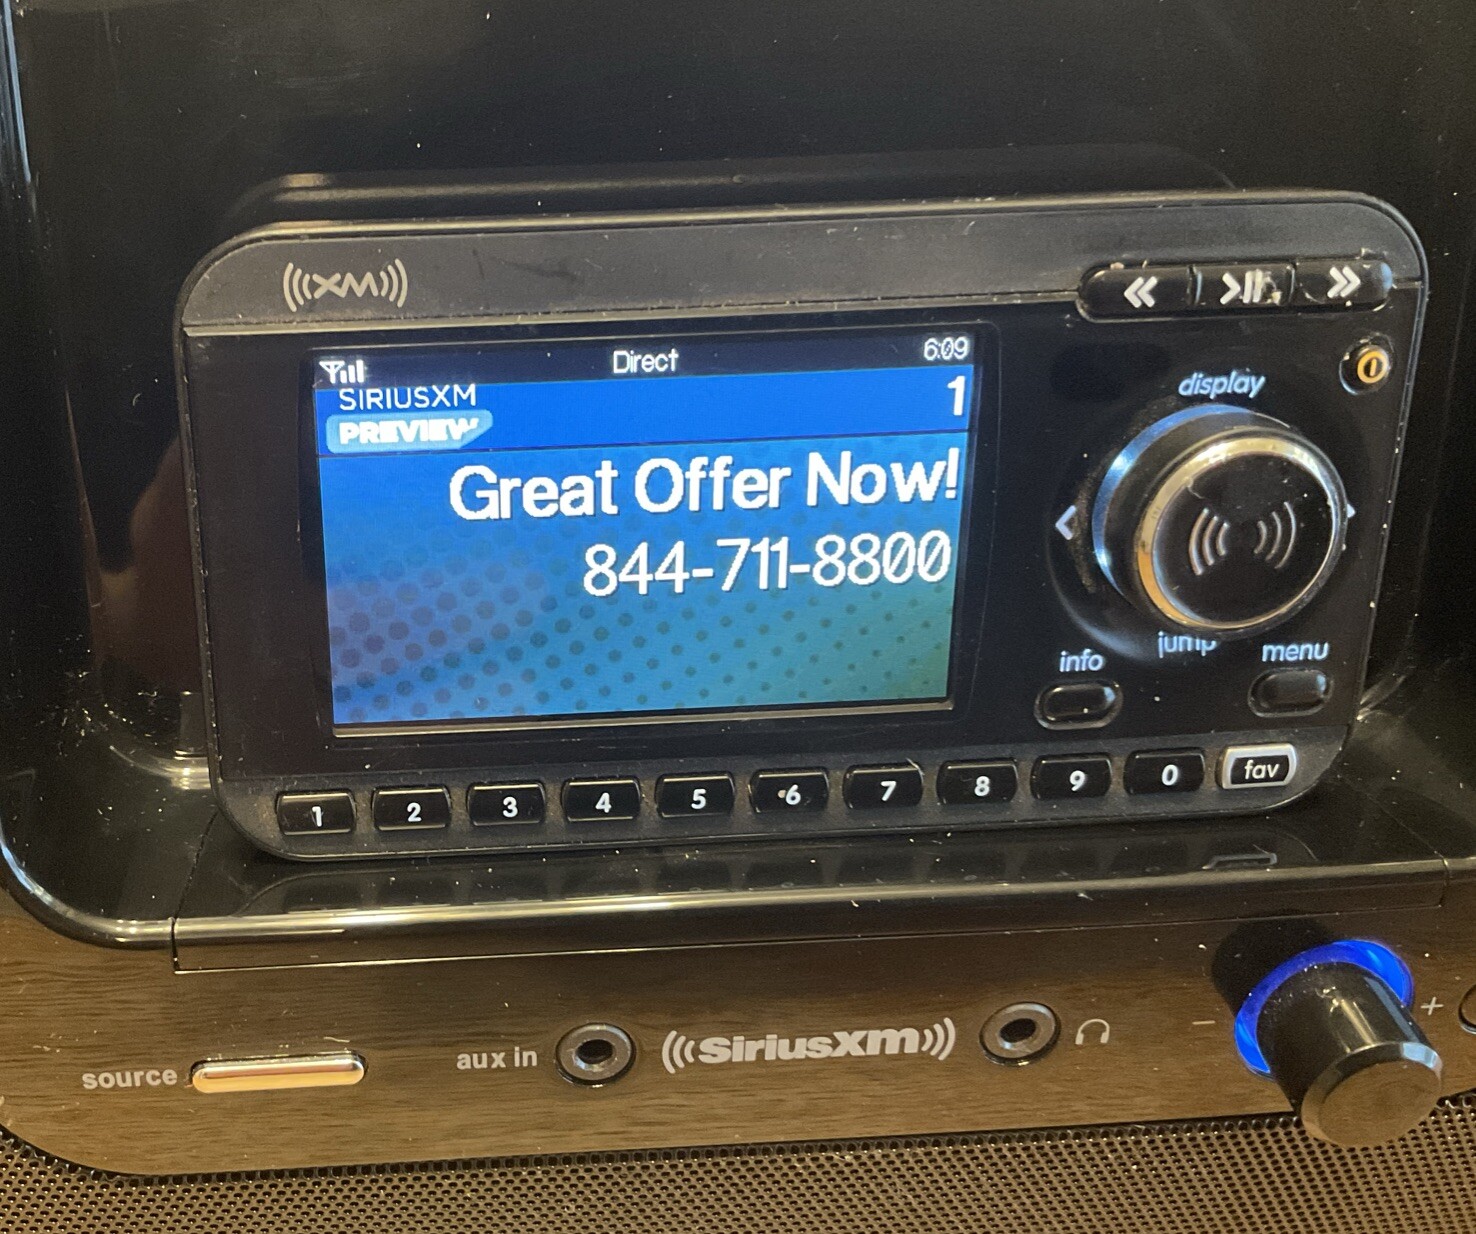 ((XM))
Direct 6:09
SIRIUSXM 1
PREVIEW
Great Offer Now!
844-711-8800
display
jump
info
menu
1 2 3 4 5 6 7 8 9 0 fav
source
aux in
(((SiriusXM)))
- +